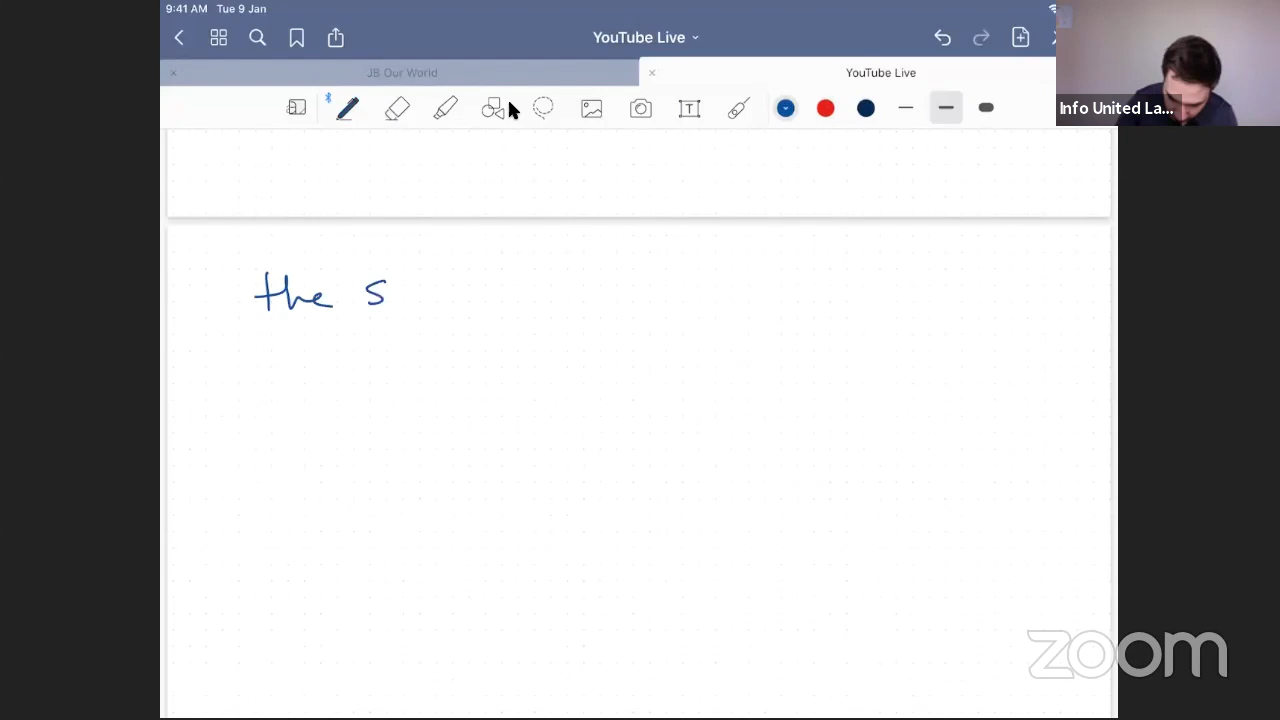 9:41 AM Tue 9 Jan
YouTube Live
JB Our World
YouTube Live
T
Info United La...
the s
zoom